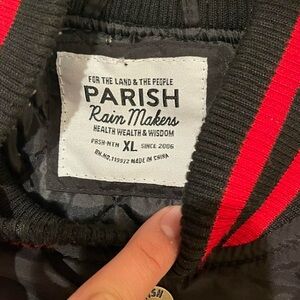 FOR THE LAND & THE PEOPLE
PARISH
Rain Makers
HEALTH WEALTH & WISDOM
PRSH-NTN XL SINCE 2006
RN.NO.119972 MADE IN CHINA